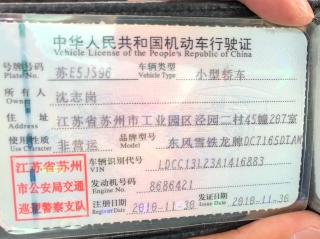 中华人民共和国机动车行驶证
Vehicle License of the People's Republic of China
号牌号码 苏E5JS96 车辆类型 小型轿车
Plate No. Vehicle Type
所有人 沈志岗
Owner
住址 江苏省苏州市工业园区泾园二村45幢207室
Address
使用性质 非营运 品牌型号 东风雪铁龙牌DC7165DTAM
Use Character Model
江苏省苏州市公安局交通巡逻警察支队
车辆识别代号 LDCC13L23A1416883
VIN
发动机号码 8686421
Engine No.
注册日期 2010-11-30 发证日期 2010-11-30
Register Date Issue Date